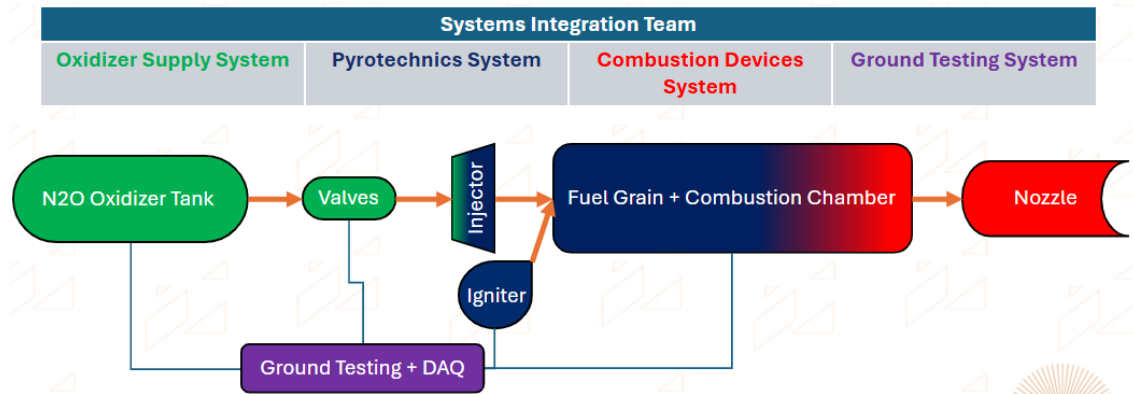 Systems Integration Team
Oxidizer Supply System
Pyrotechnics System
Combustion Devices
System
Ground Testing System
N2O Oxidizer Tank
Valves
Injector
Fuel Grain + Combustion Chamber
Nozzle
Igniter
Ground Testing + DAQ